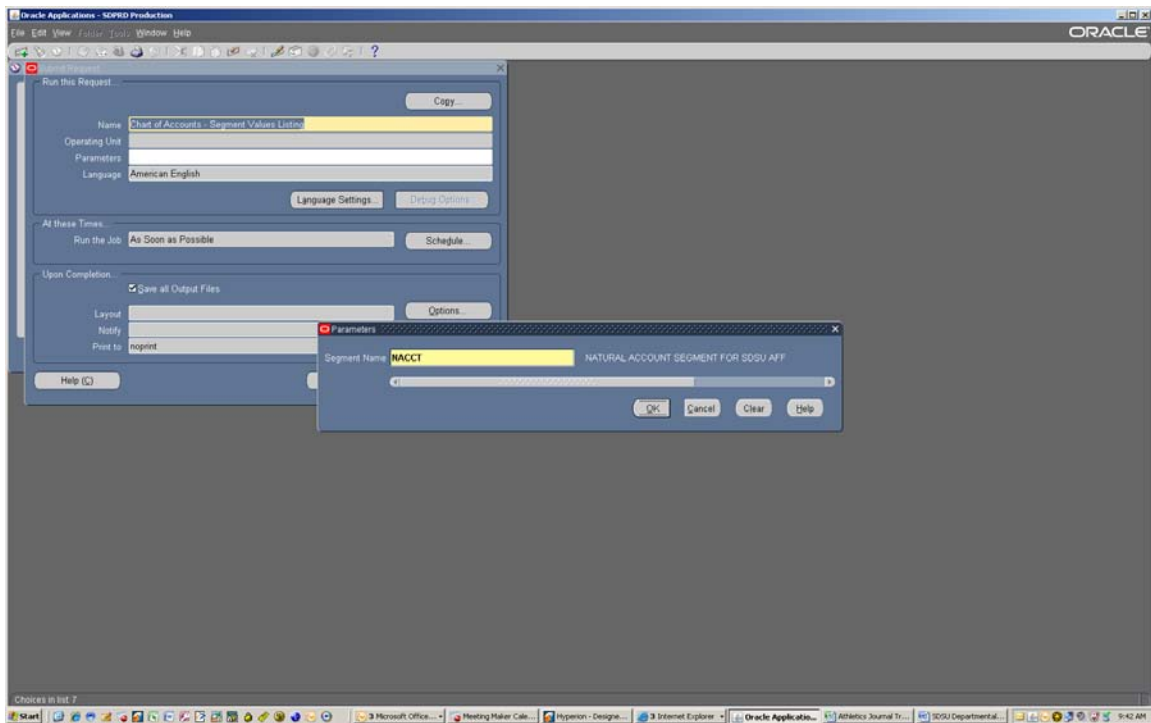 Oracle Applications - SDPRD Production
File Edit View Folder Tools Window Help
ORACLE
Submit Request
Run this Request...
Copy...
Name Chart of Accounts - Segment Values Listing
Operating Unit
Parameters
Language American English
Language Settings... Debug Options
At these Times...
Run the Job As Soon as Possible Schedule...
Upon Completion...
Save all Output Files
Layout Options...
Notify
Print to noprint
Help (C)
Parameters
Segment Name NACCT NATURAL ACCOUNT SEGMENT FOR SDSU AFF
OK Cancel Clear Help
Choices in list 7
Start 3 Microsoft Office... Meeting Maker Cale... Hyperion - Designe... 3 Internet Explorer Oracle Applicatio... Athletics Journal Tr... SDSU Departmental... 9:42 AM